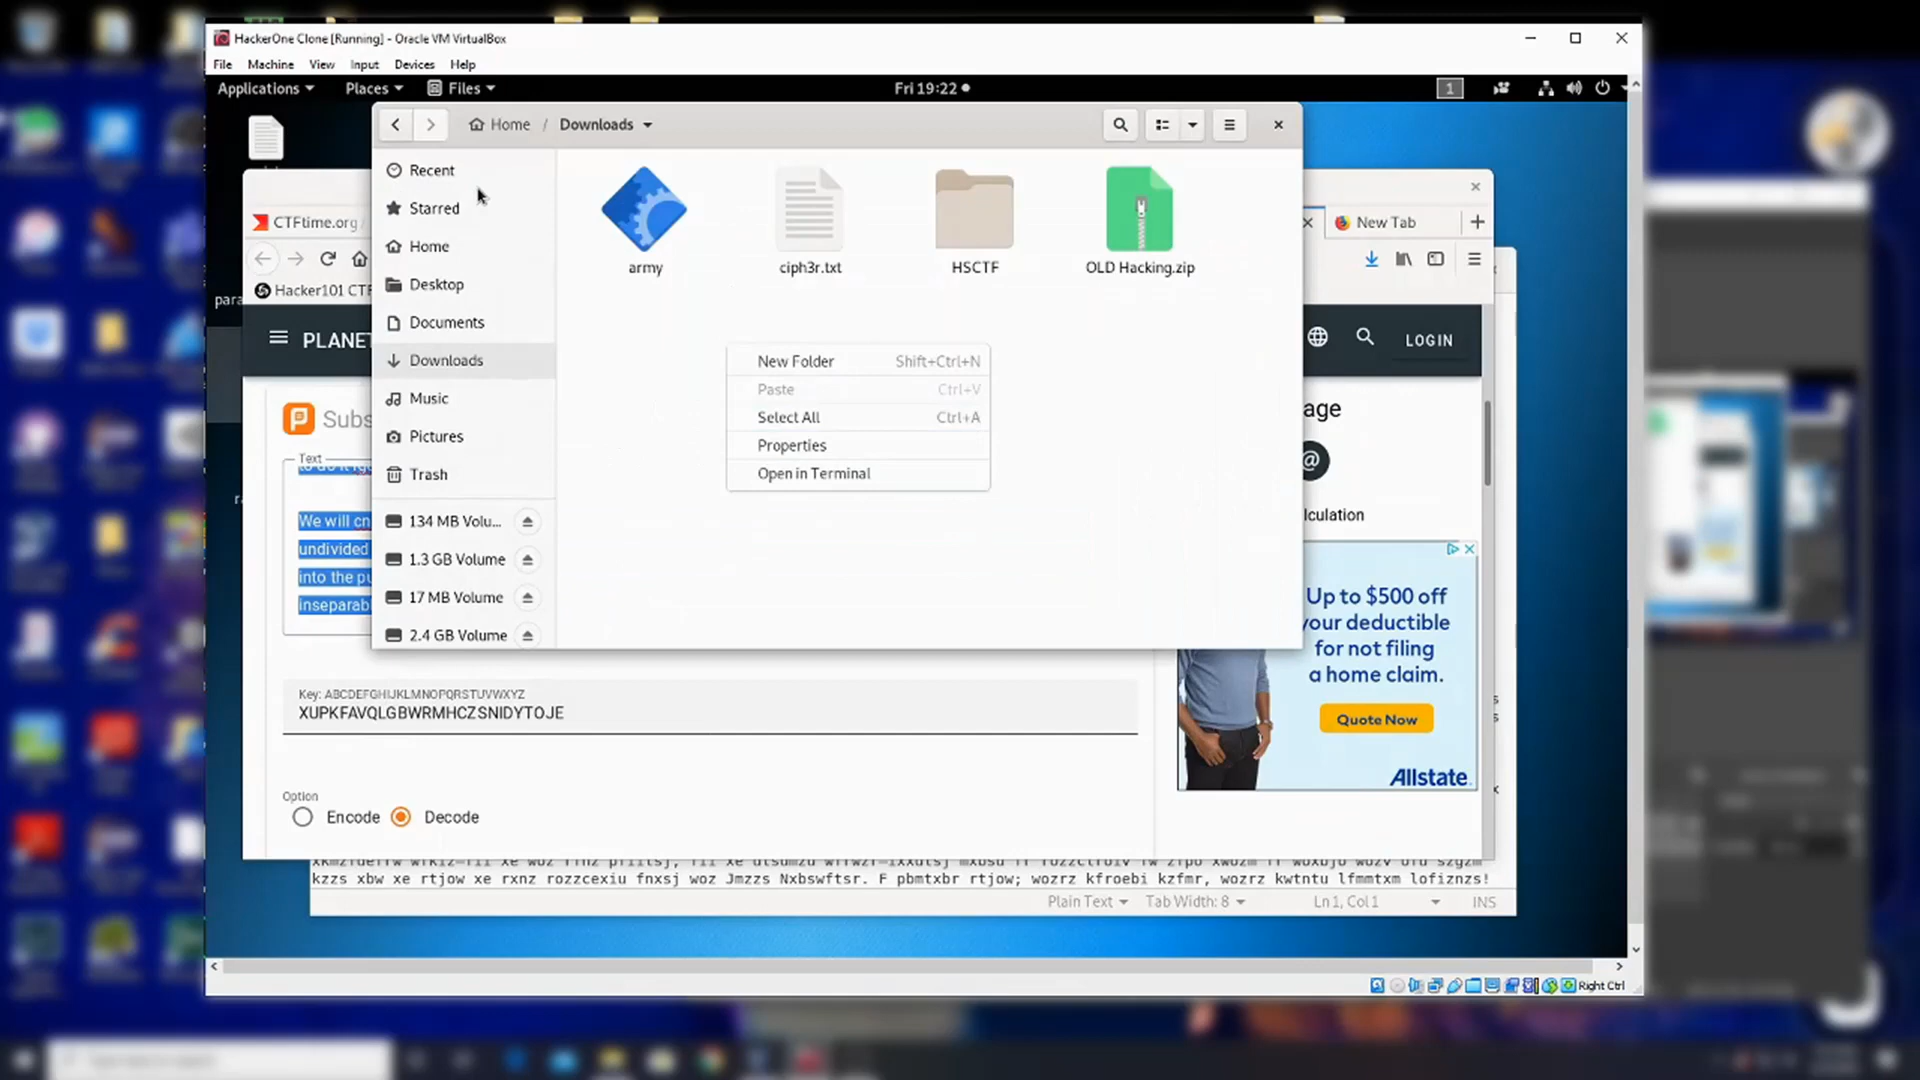 HackerOne Clone [Running] - Oracle VM VirtualBox
File Machine View Input Devices Help
Applications Places Files Fri 19:22 1
Home / Downloads
Recent
Starred
Home
Desktop
Documents
Downloads
Music
Pictures
Trash
134 MB Volu...
1.3 GB Volume
17 MB Volume
2.4 GB Volume
army
ciph3r.txt
HSCTF
OLD Hacking.zip
New Folder Shift+Ctrl+N
Paste Ctrl+V
Select All Ctrl+A
Properties
Open in Terminal
CTFtime.org
New Tab
Hacker101 CTF
PLANET
LOGIN
Subs
Text
We will
undivided
into the pu
inseparab
Key: ABCDEFGHIJKLMNOPQRSTUVWXYZ
XUPKFAVQLGBWRMHCZSNIDYTOJE
Option
Encode Decode
age
lculation
Up to $500 off
your deductible
for not filing
a home claim.
Quote Now
Allstate
kzzs xbw xe rtjow xe rxnz rozzcexiu fnxsj woz Jmzzs Nxbswftsr. F pbmtxbr rtjow; wozrz kfroebi kzfmr, wozrz kwtntu lfmmtxm lofiznzs!
Plain Text Tab Width: 8 Ln 1, Col 1 INS
Right Ctrl